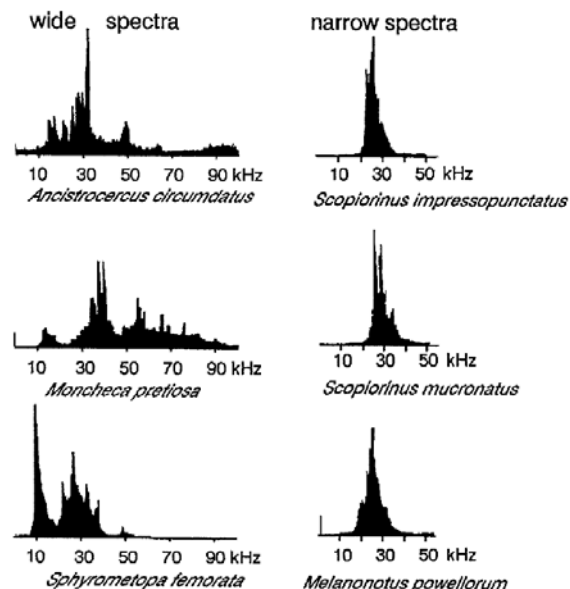 wide spectra
narrow spectra
10 30 50 70 90 kHz
Ancistrocercus circumdatus
10 30 50 kHz
Scopiorinus impressopunctatus
10 30 50 70 90 kHz
Moncheca pretiosa
10 30 50 kHz
Scopiorinus mucronatus
10 30 50 70 90 kHz
Sphyrometopa femorata
10 30 50 kHz
Melanonotus powellorum